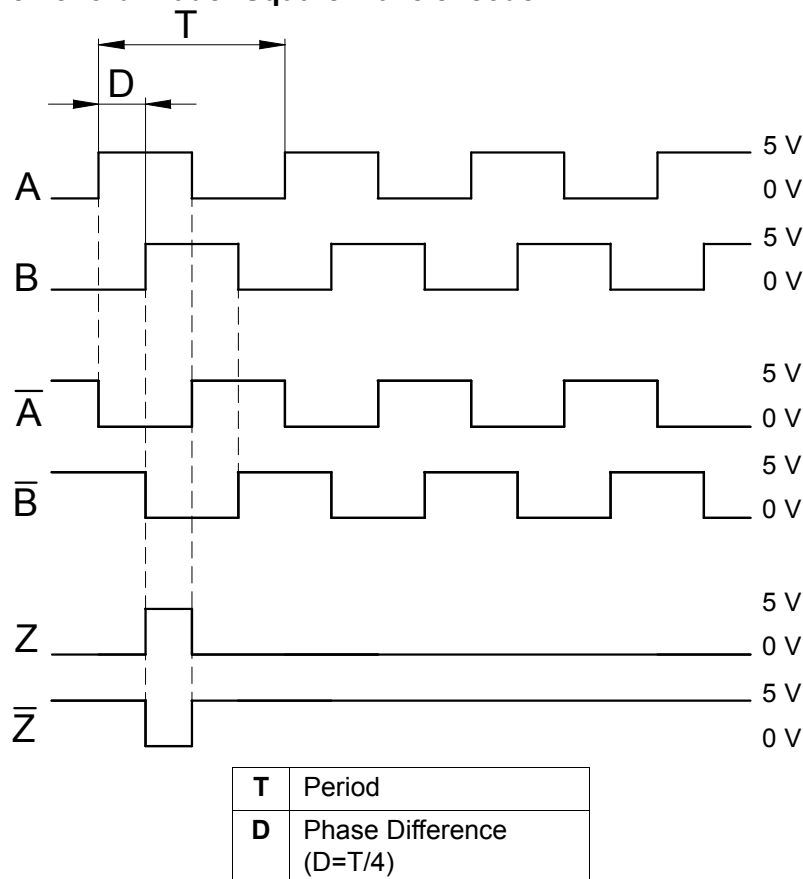 T
D
A
5 V
0 V
B
5 V
0 V
A̅
5 V
0 V
B̅
5 V
0 V
Z
5 V
0 V
Z̅
5 V
0 V
T Period
D Phase Difference
(D=T/4)